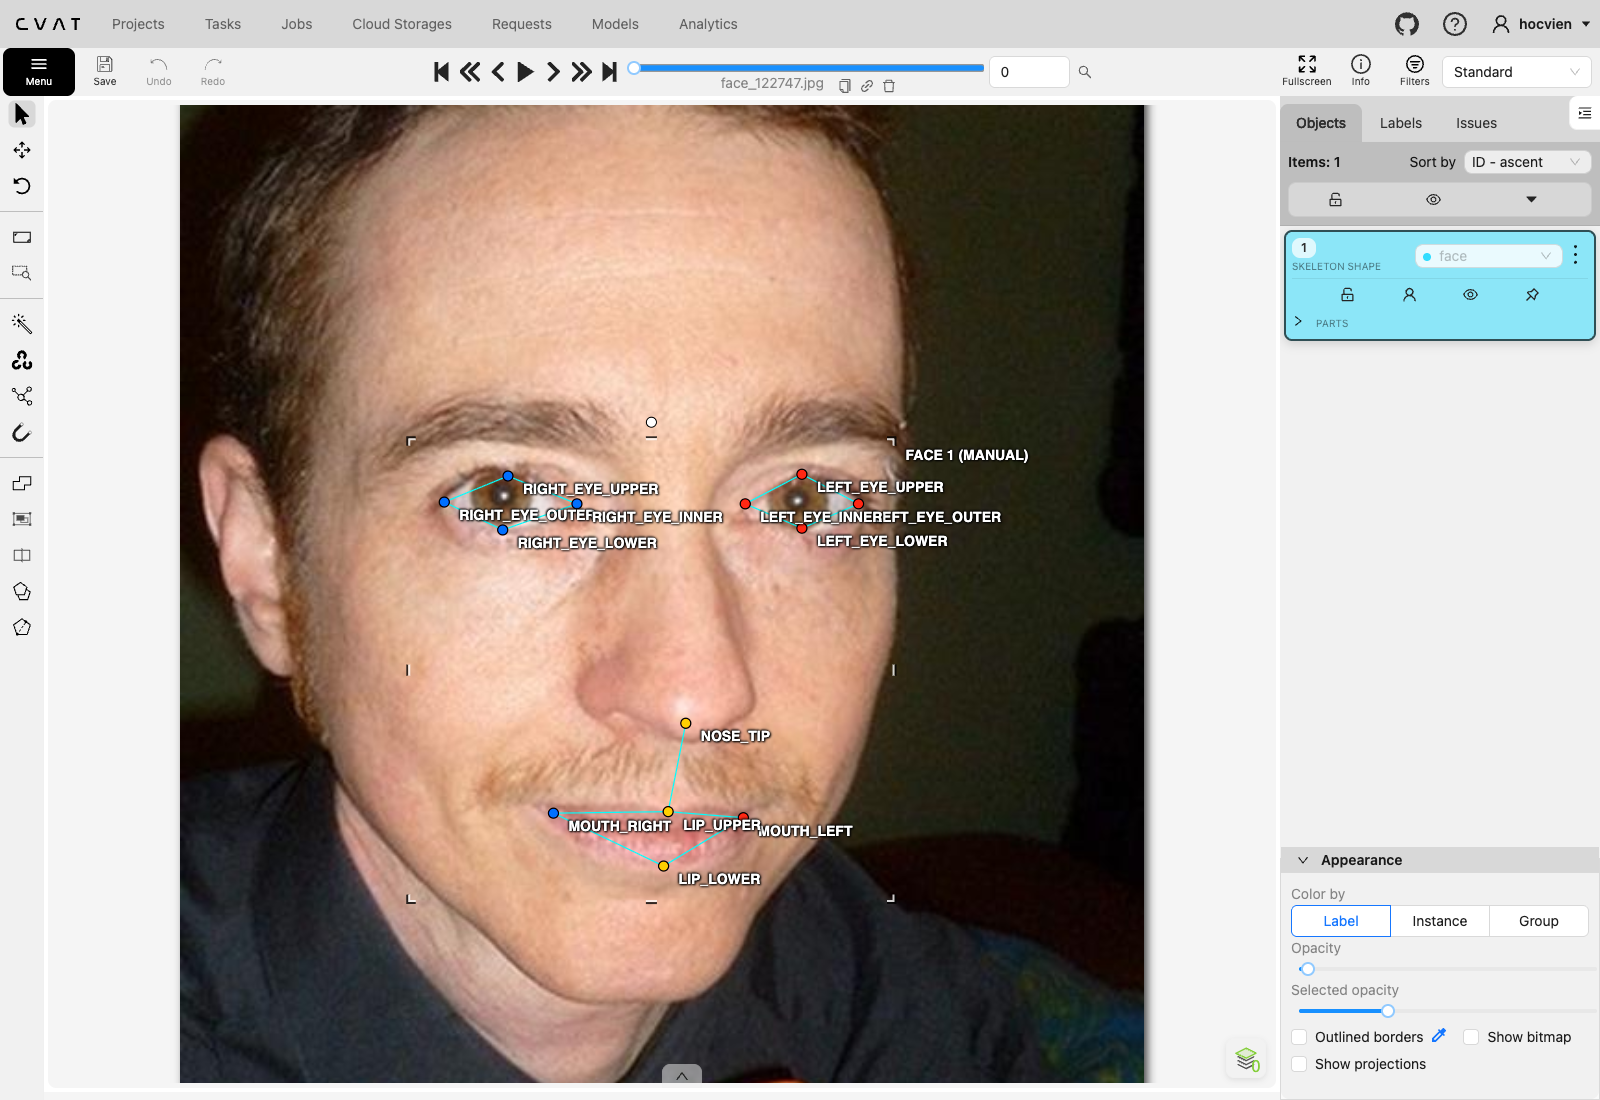 CVAT Projects Tasks Jobs Cloud Storages Requests Models Analytics hocvien
Menu Save Undo Redo face_122747.jpg 0 Fullscreen Info Filters Standard
Objects Labels Issues
Items: 1 Sort by ID - ascent
1 face
SKELETON SHAPE
PARTS
FACE 1 (MANUAL)
RIGHT_EYE_UPPER LEFT_EYE_UPPER
RIGHT_EYE_OUTER RIGHT_EYE_INNER LEFT_EYE_INNER EFT_EYE_OUTER
RIGHT_EYE_LOWER LEFT_EYE_LOWER
NOSE_TIP
MOUTH_RIGHT LIP_UPPER MOUTH_LEFT
LIP_LOWER
Appearance
Color by
Label Instance Group
Opacity
Selected opacity
Outlined borders Show bitmap
Show projections
0